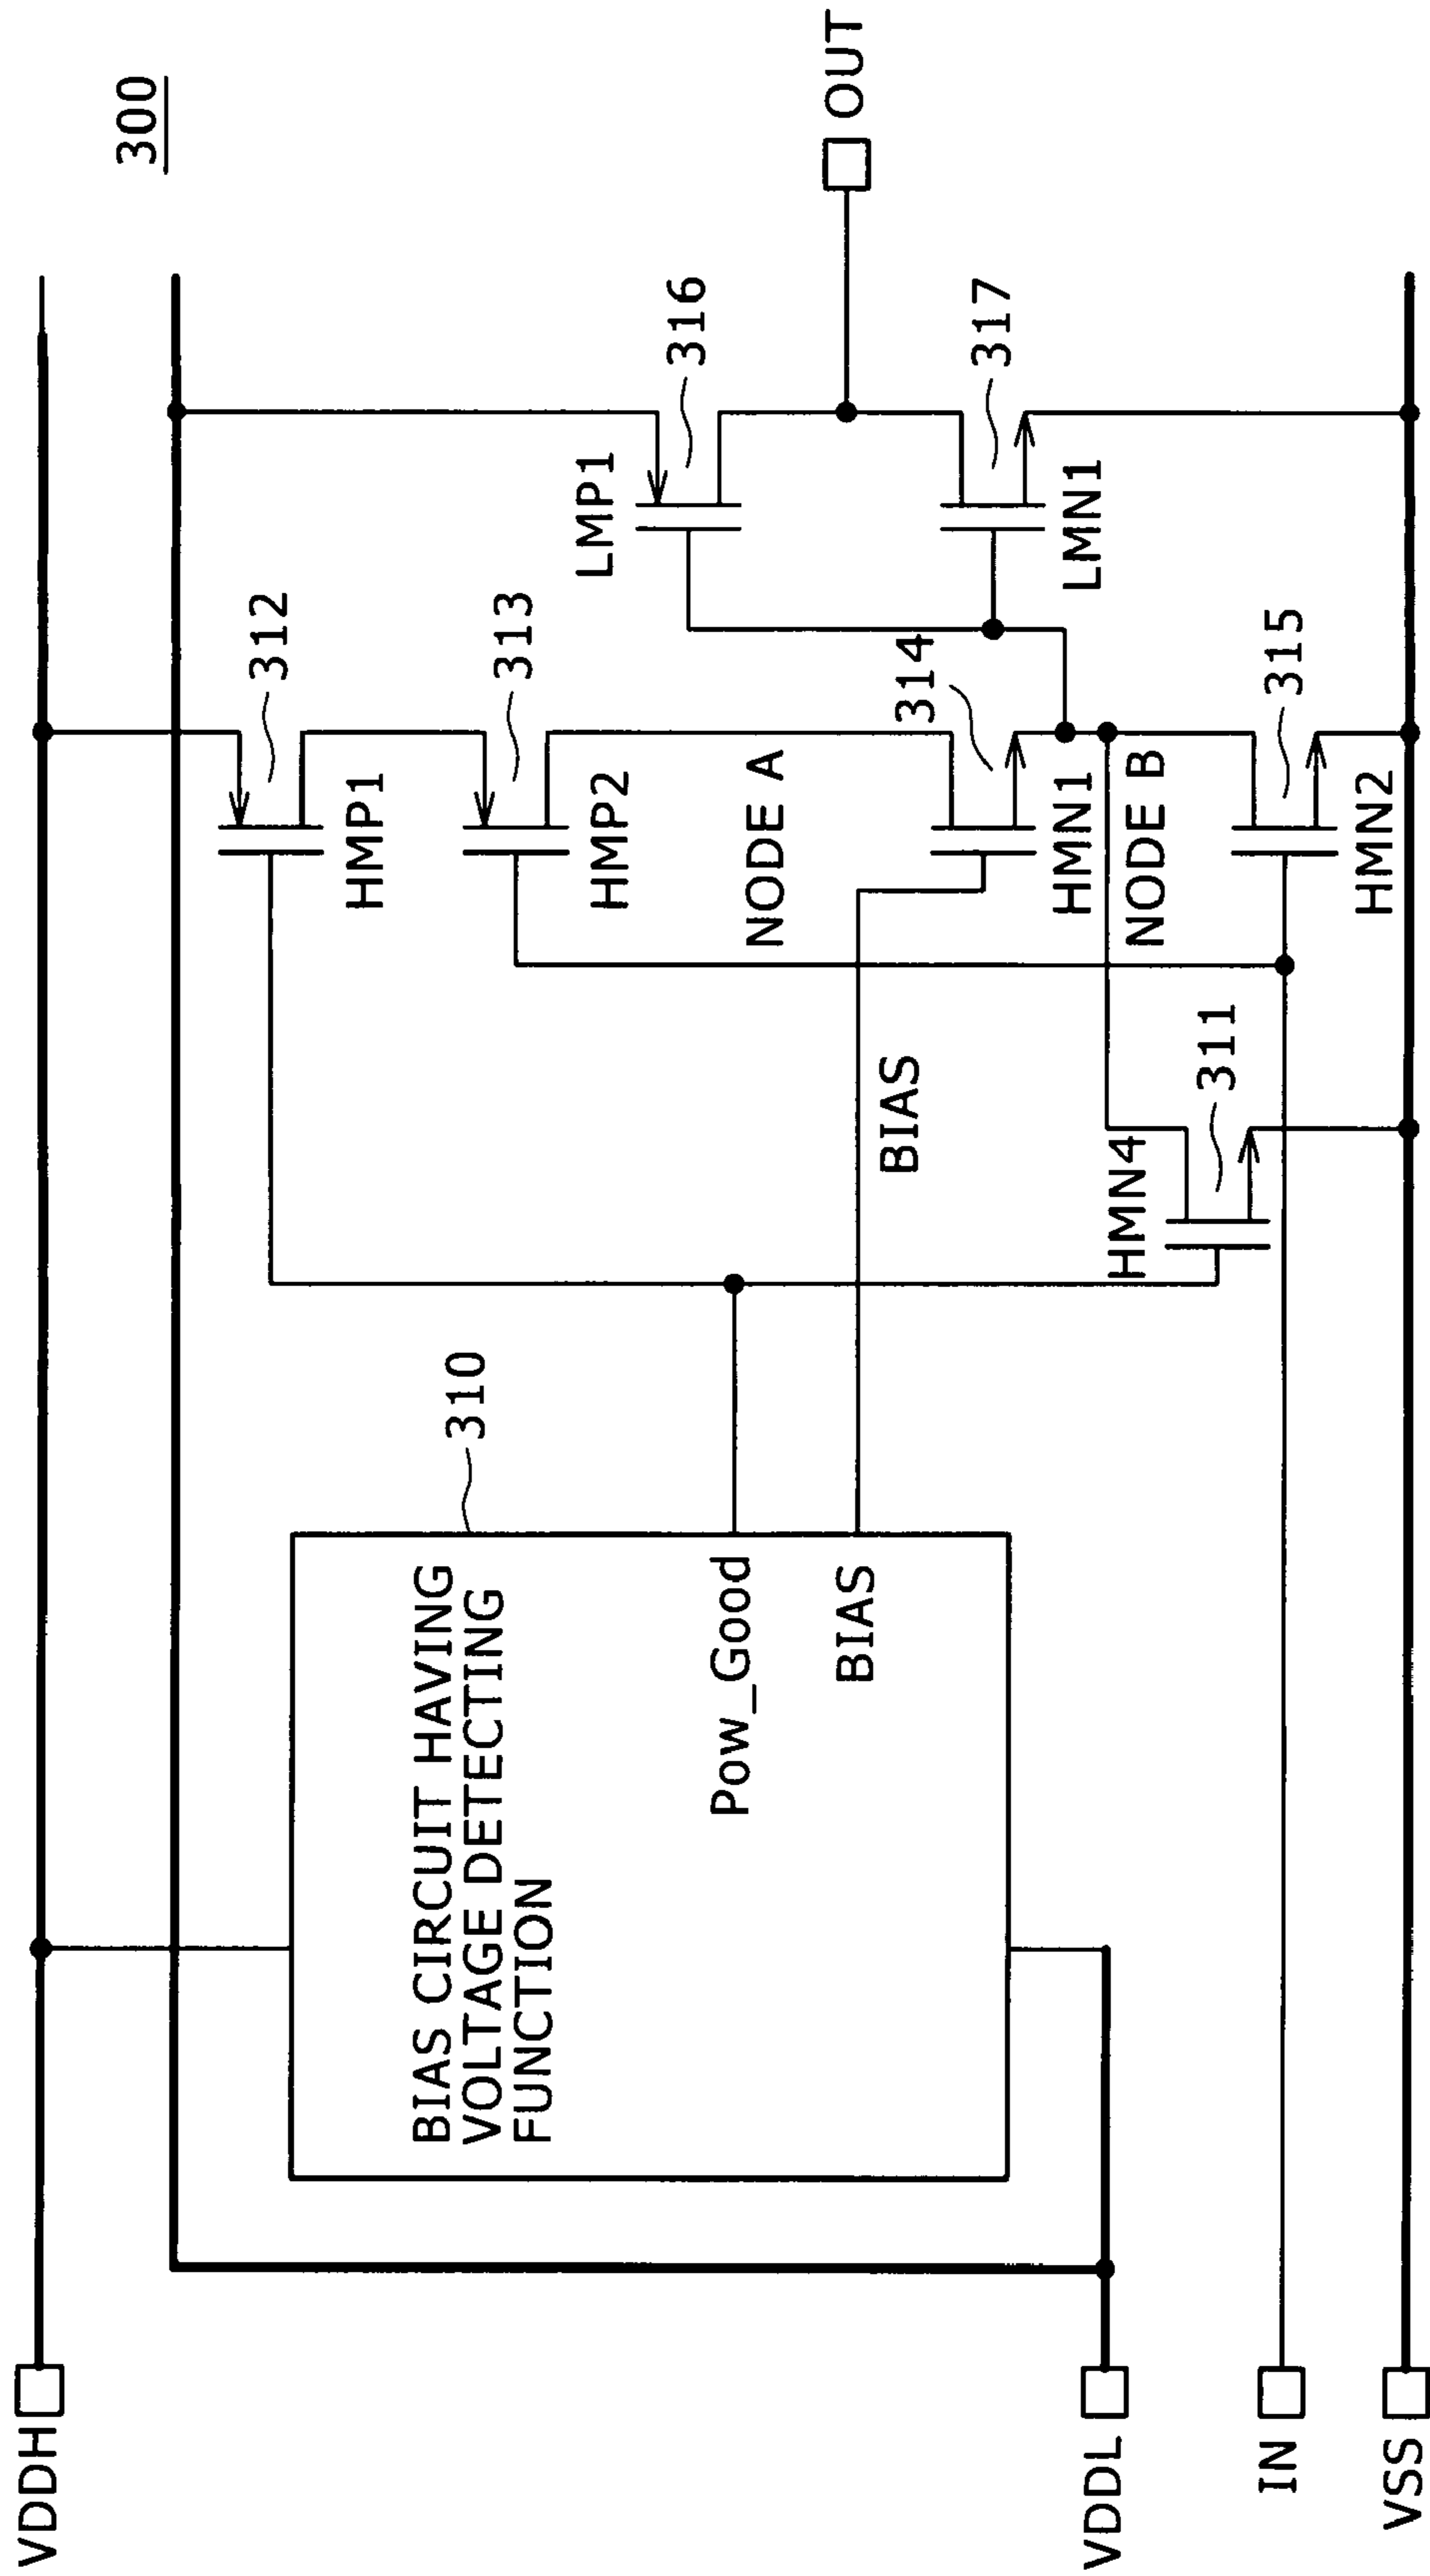 300
VDDH
VDDL
IN
VSS
OUT
BIAS CIRCUIT HAVING
VOLTAGE DETECTING
FUNCTION
Pow_Good
BIAS
310
BIAS
HMN4
311
312
HMP1
313
HMP2
NODE A
314
HMN1
NODE B
315
HMN2
LMP1
316
317
LMN1